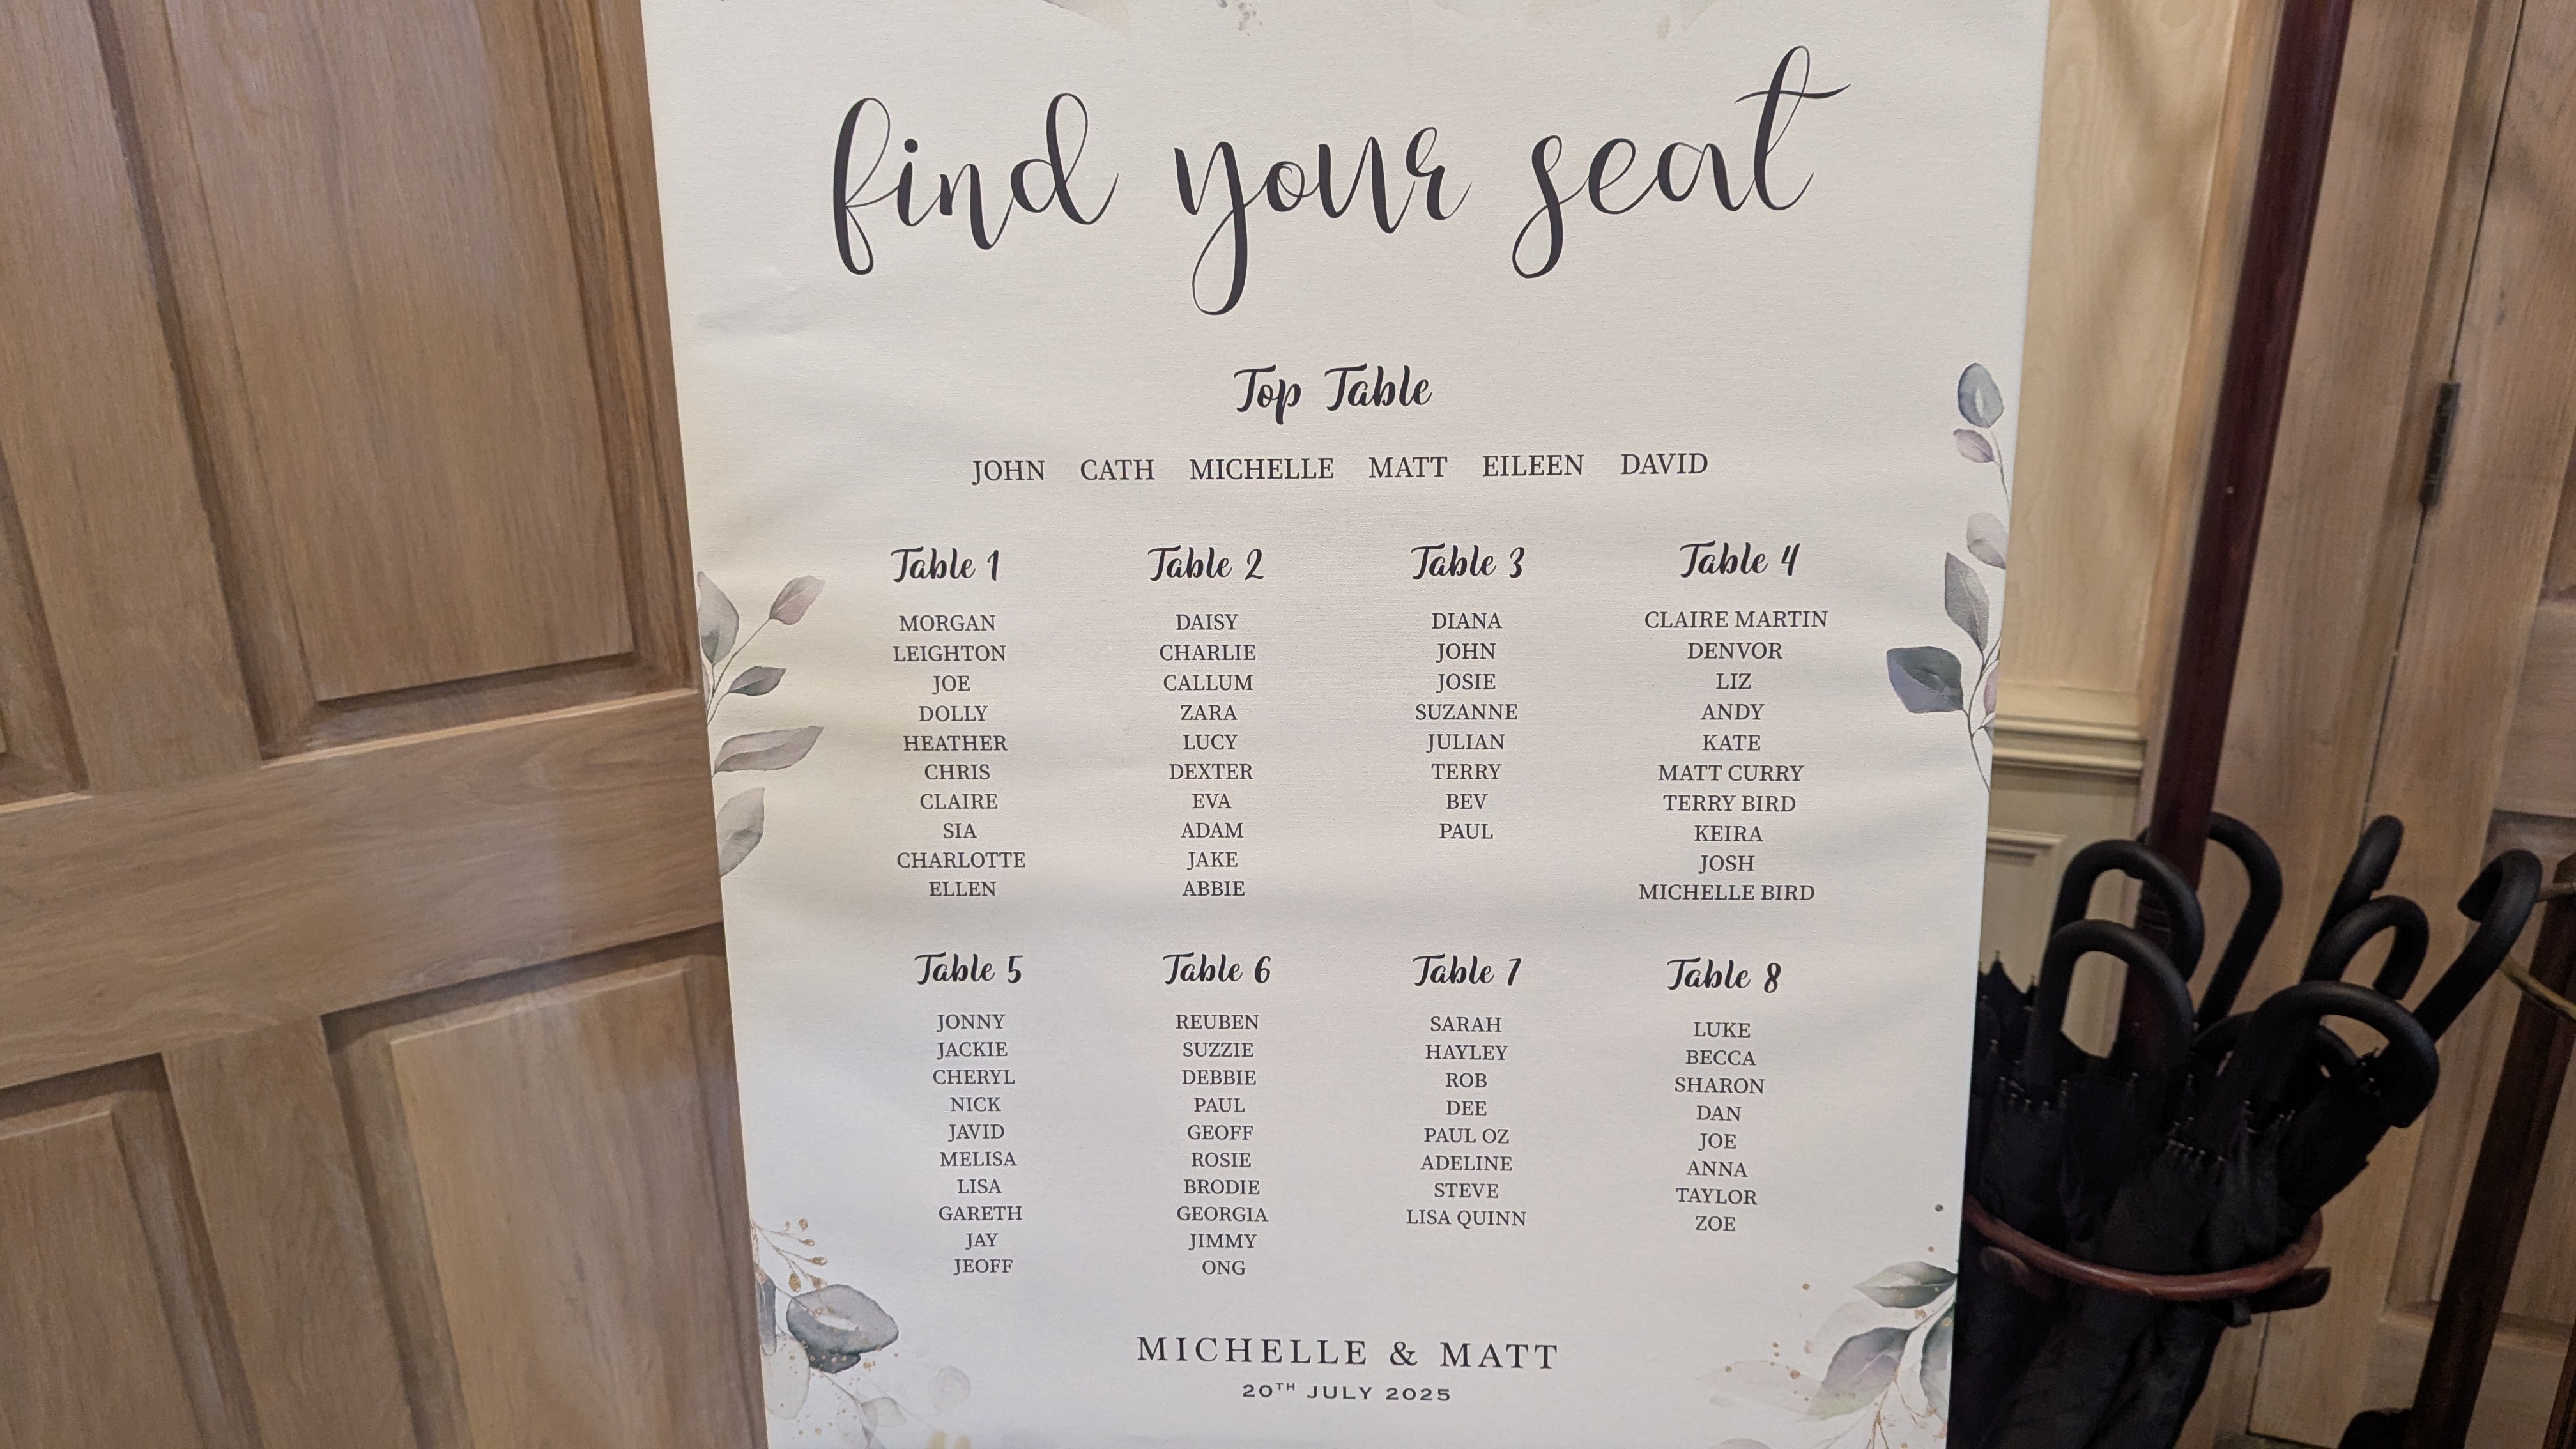 find your seat
Top Table
JOHN CATH MICHELLE MATT EILEEN DAVID
Table 1
MORGAN
LEIGHTON
JOE
DOLLY
HEATHER
CHRIS
CLAIRE
SIA
CHARLOTTE
ELLEN
Table 2
DAISY
CHARLIE
CALLUM
ZARA
LUCY
DEXTER
EVA
ADAM
JAKE
ABBIE
Table 3
DIANA
JOHN
JOSIE
SUZANNE
JULIAN
TERRY
BEV
PAUL
Table 4
CLAIRE MARTIN
DENVOR
LIZ
ANDY
KATE
MATT CURRY
TERRY BIRD
KEIRA
JOSH
MICHELLE BIRD
Table 5
JONNY
JACKIE
CHERYL
NICK
JAVID
MELISA
LISA
GARETH
JAY
JEOFF
Table 6
REUBEN
SUZZIE
DEBBIE
PAUL
GEOFF
ROSIE
BRODIE
GEORGIA
JIMMY
ONG
Table 7
SARAH
HAYLEY
ROB
DEE
PAUL OZ
ADELINE
STEVE
LISA QUINN
Table 8
LUKE
BECCA
SHARON
DAN
JOE
ANNA
TAYLOR
ZOE
MICHELLE & MATT
20TH JULY 2025